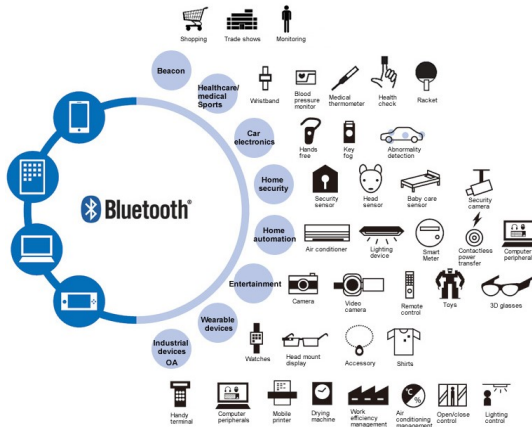 Shopping
Trade shows
Monitoring
Beacon
Healthcare/
medical
Sports
Wristband
Blood
pressure
monitor
Medical
thermometer
Health
check
Racket
Car
electronics
Hands
free
Key
fog
Abnormality
detection
Home
security
Security
sensor
Head
sensor
Baby care
sensor
Security
camera
Bluetooth®
Home
automation
Air conditioner
Lighting
device
Smart
Meter
Contactless
power
transfer
Computer
peripherals
Entertainment
Camera
Video
camera
Remote
control
Toys
3D glasses
Wearable
devices
Watches
Head mount
display
Accessory
Shirts
Industrial
devices
OA
Handy
terminal
Computer
peripherals
Mobile
printer
Drying
machine
Work
efficiency
management
Air
conditioning
management
Open/close
control
Lighting
control
°C
%